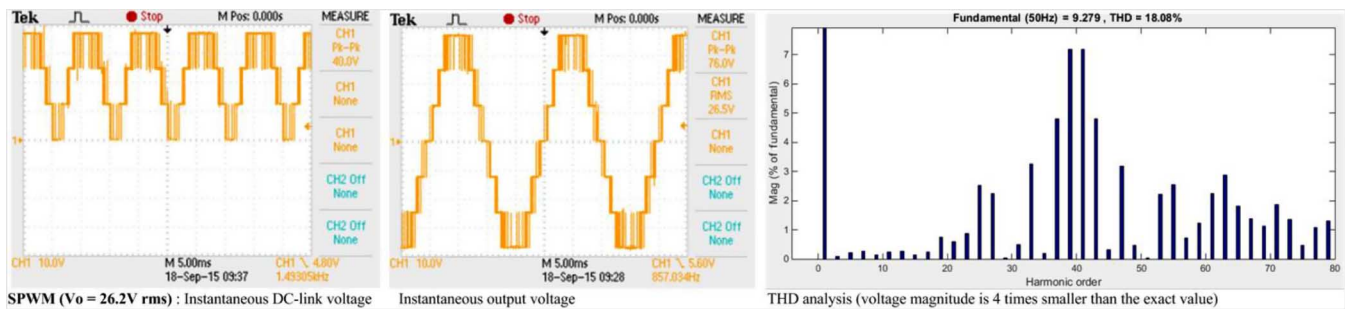 Tek Stop M Pos: 0.000s MEASURE
CH1
Pk-Pk
40.0V
CH1
None
CH1
None
CH2 Off
None
CH2 Off
None
1
CH1 10.0V M 5.00ms CH1 \ 4.80V
18-Sep-15 09:37 1.49305kHz
Tek Stop M Pos: 0.000s MEASURE
CH1
Pk-Pk
76.0V
CH1
RMS
26.5V
CH1
None
CH2 Off
None
CH2 Off
None
1
CH1 10.0V M 5.00ms CH1 \ 5.60V
18-Sep-15 09:28 857.034Hz
Fundamental (50Hz) = 9.279 , THD = 18.08%
Mag (% of fundamental)
7
6
5
4
3
2
1
0
0 10 20 30 40 50 60 70 80
Harmonic order
SPWM (Vo = 26.2V rms) : Instantaneous DC-link voltage
Instantaneous output voltage
THD analysis (voltage magnitude is 4 times smaller than the exact value)